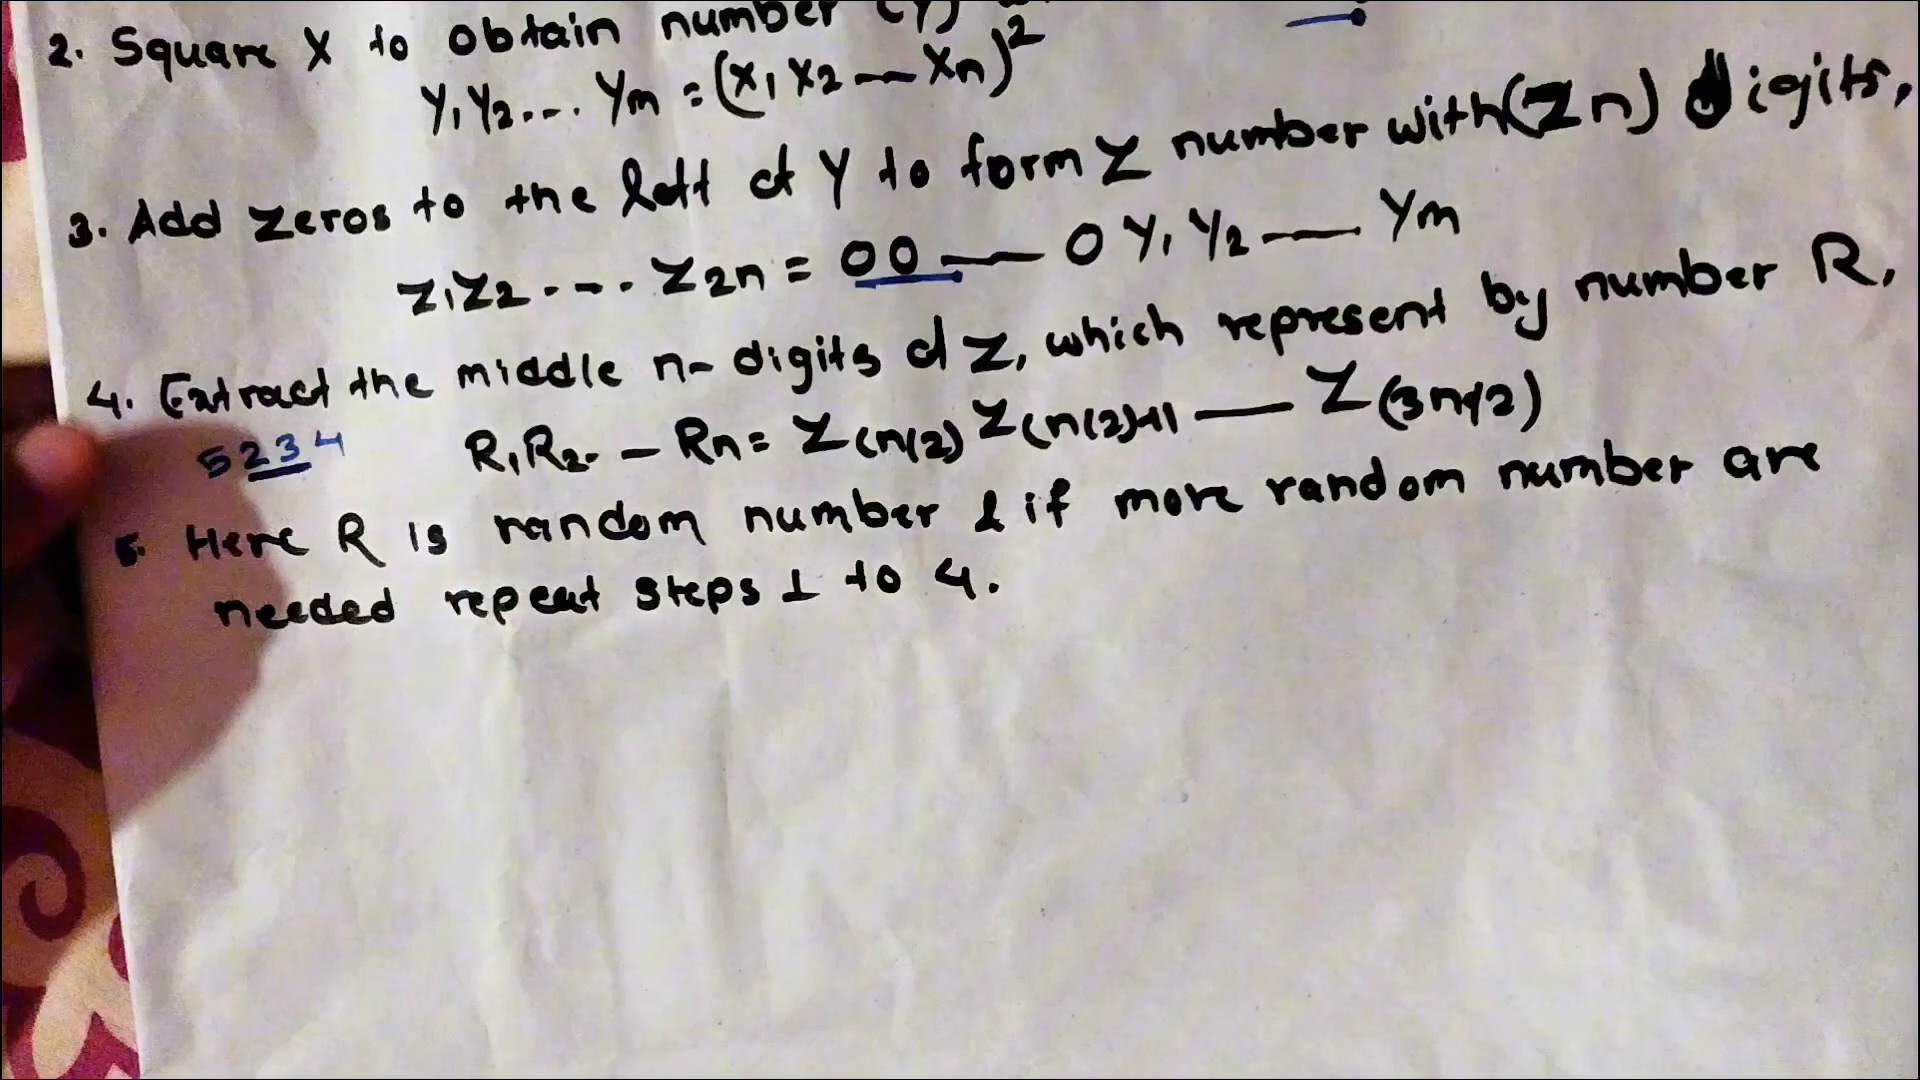 2. Square X to obtain number (Y)
Y1Y2... Ym = (X1 X2 — Xn)²
3. Add zeros to the left of Y to form Z number with (2n) digits,
Z1Z2 - - - . Z2n = 00 — 0 Y1 Y2 — Ym
4. Extract the middle n- digits of Z, which represent by number R,
5234 R1R2. — Rn = Z(n/2) Z(n/2)+1 — Z(3n/2)
5. Here R is random number & if more random number are
needed repeat steps 1 to 4.